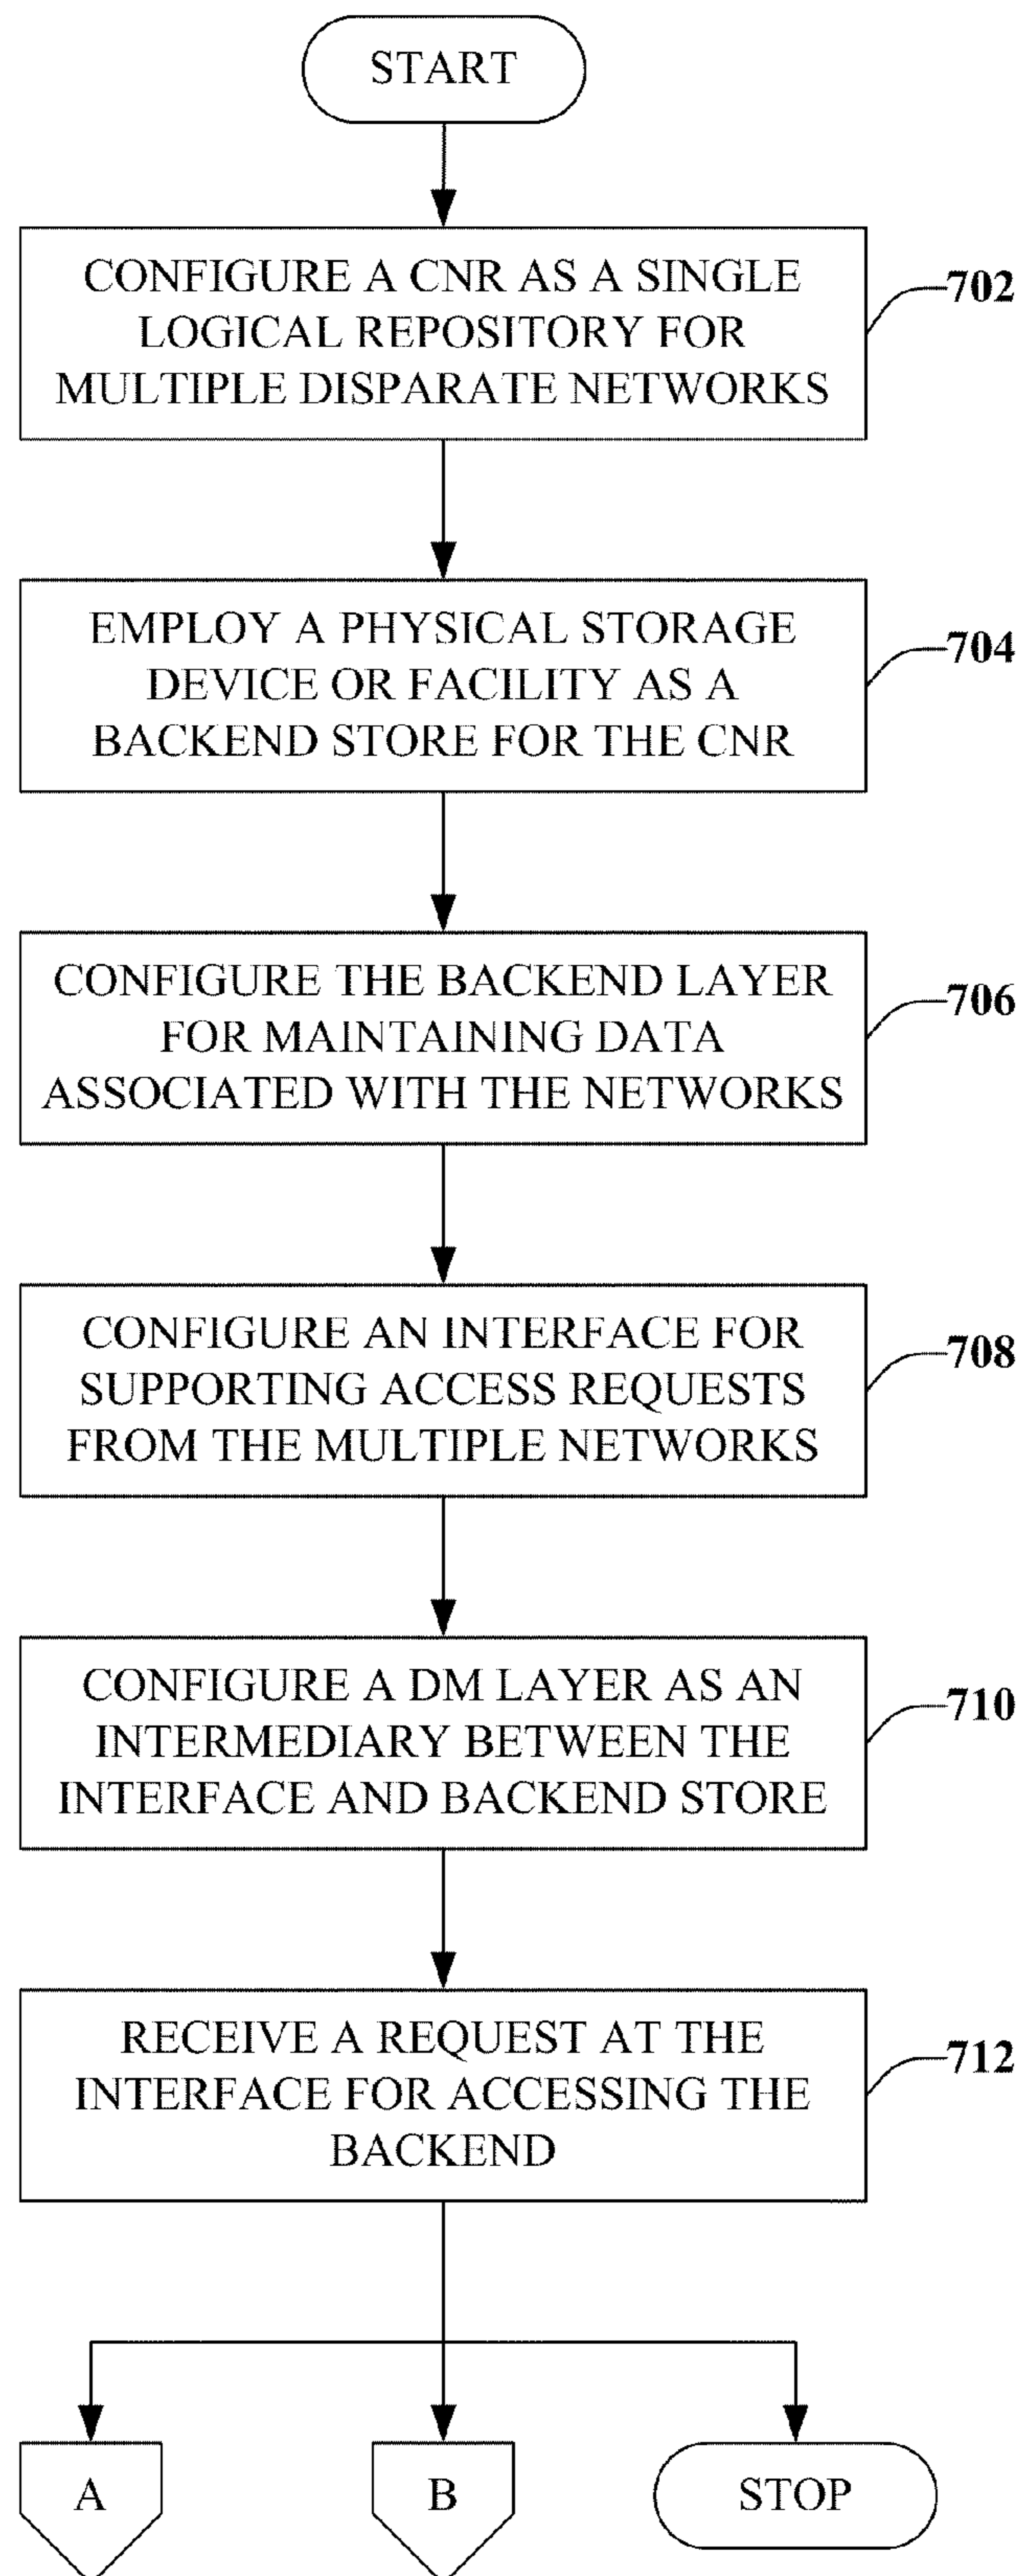 START
CONFIGURE A CNR AS A SINGLE
LOGICAL REPOSITORY FOR
MULTIPLE DISPARATE NETWORKS
702
EMPLOY A PHYSICAL STORAGE
DEVICE OR FACILITY AS A
BACKEND STORE FOR THE CNR
704
CONFIGURE THE BACKEND LAYER
FOR MAINTAINING DATA
ASSOCIATED WITH THE NETWORKS
706
CONFIGURE AN INTERFACE FOR
SUPPORTING ACCESS REQUESTS
FROM THE MULTIPLE NETWORKS
708
CONFIGURE A DM LAYER AS AN
INTERMEDIARY BETWEEN THE
INTERFACE AND BACKEND STORE
710
RECEIVE A REQUEST AT THE
INTERFACE FOR ACCESSING THE
BACKEND
712
A
B
STOP